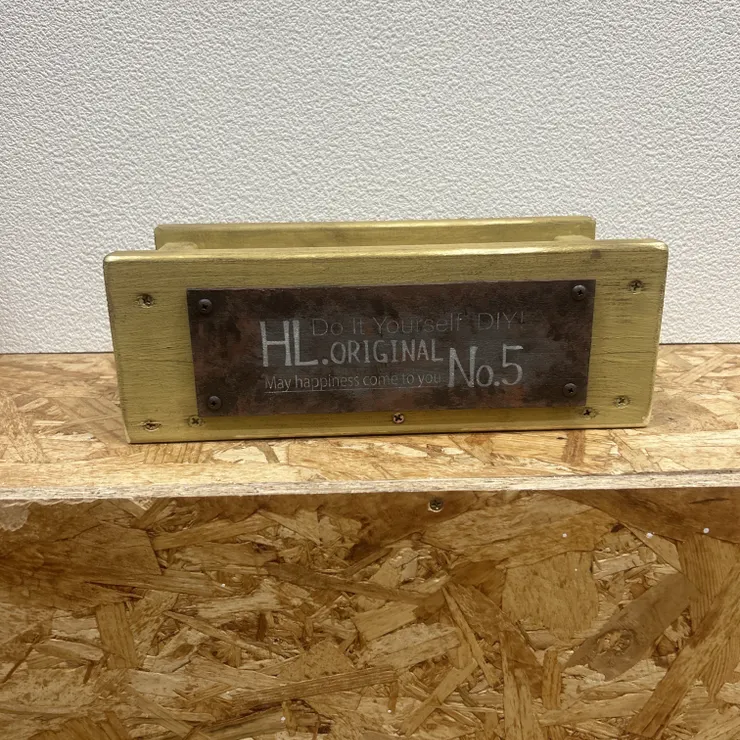 Do It Yourself DIY!
HL.ORIGINAL
May happiness come to you No.5